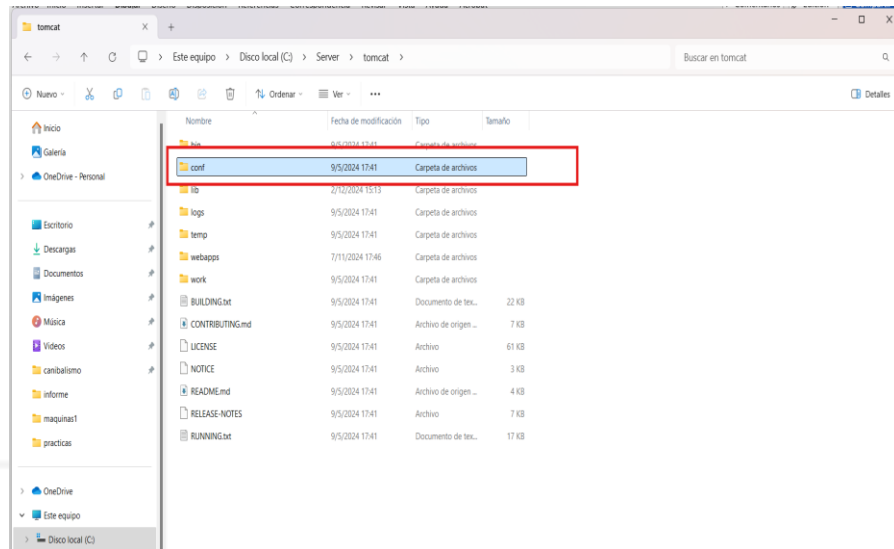 tomcat
Este equipo > Disco local (C:) > Server > tomcat >
Buscar en tomcat
Nuevo
Ordenar
Ver
Detalles
Nombre Fecha de modificación Tipo Tamaño
bin 9/5/2024 17:41 Carpeta de archivos
conf 9/5/2024 17:41 Carpeta de archivos
lib 2/12/2024 15:13 Carpeta de archivos
logs 9/5/2024 17:41 Carpeta de archivos
temp 9/5/2024 17:41 Carpeta de archivos
webapps 7/11/2024 17:46 Carpeta de archivos
work 9/5/2024 17:41 Carpeta de archivos
BUILDING.txt 9/5/2024 17:41 Documento de tex... 22 KB
CONTRIBUTING.md 9/5/2024 17:41 Archivo de origen ... 7 KB
LICENSE 9/5/2024 17:41 Archivo 61 KB
NOTICE 9/5/2024 17:41 Archivo 3 KB
README.md 9/5/2024 17:41 Archivo de origen ... 4 KB
RELEASE-NOTES 9/5/2024 17:41 Archivo 7 KB
RUNNING.txt 9/5/2024 17:41 Documento de tex... 17 KB
Inicio
Galería
OneDrive - Personal
Escritorio
Descargas
Documentos
Imágenes
Música
Vídeos
canibalismo
informe
maquinas1
practicas
OneDrive
Este equipo
Disco local (C:)